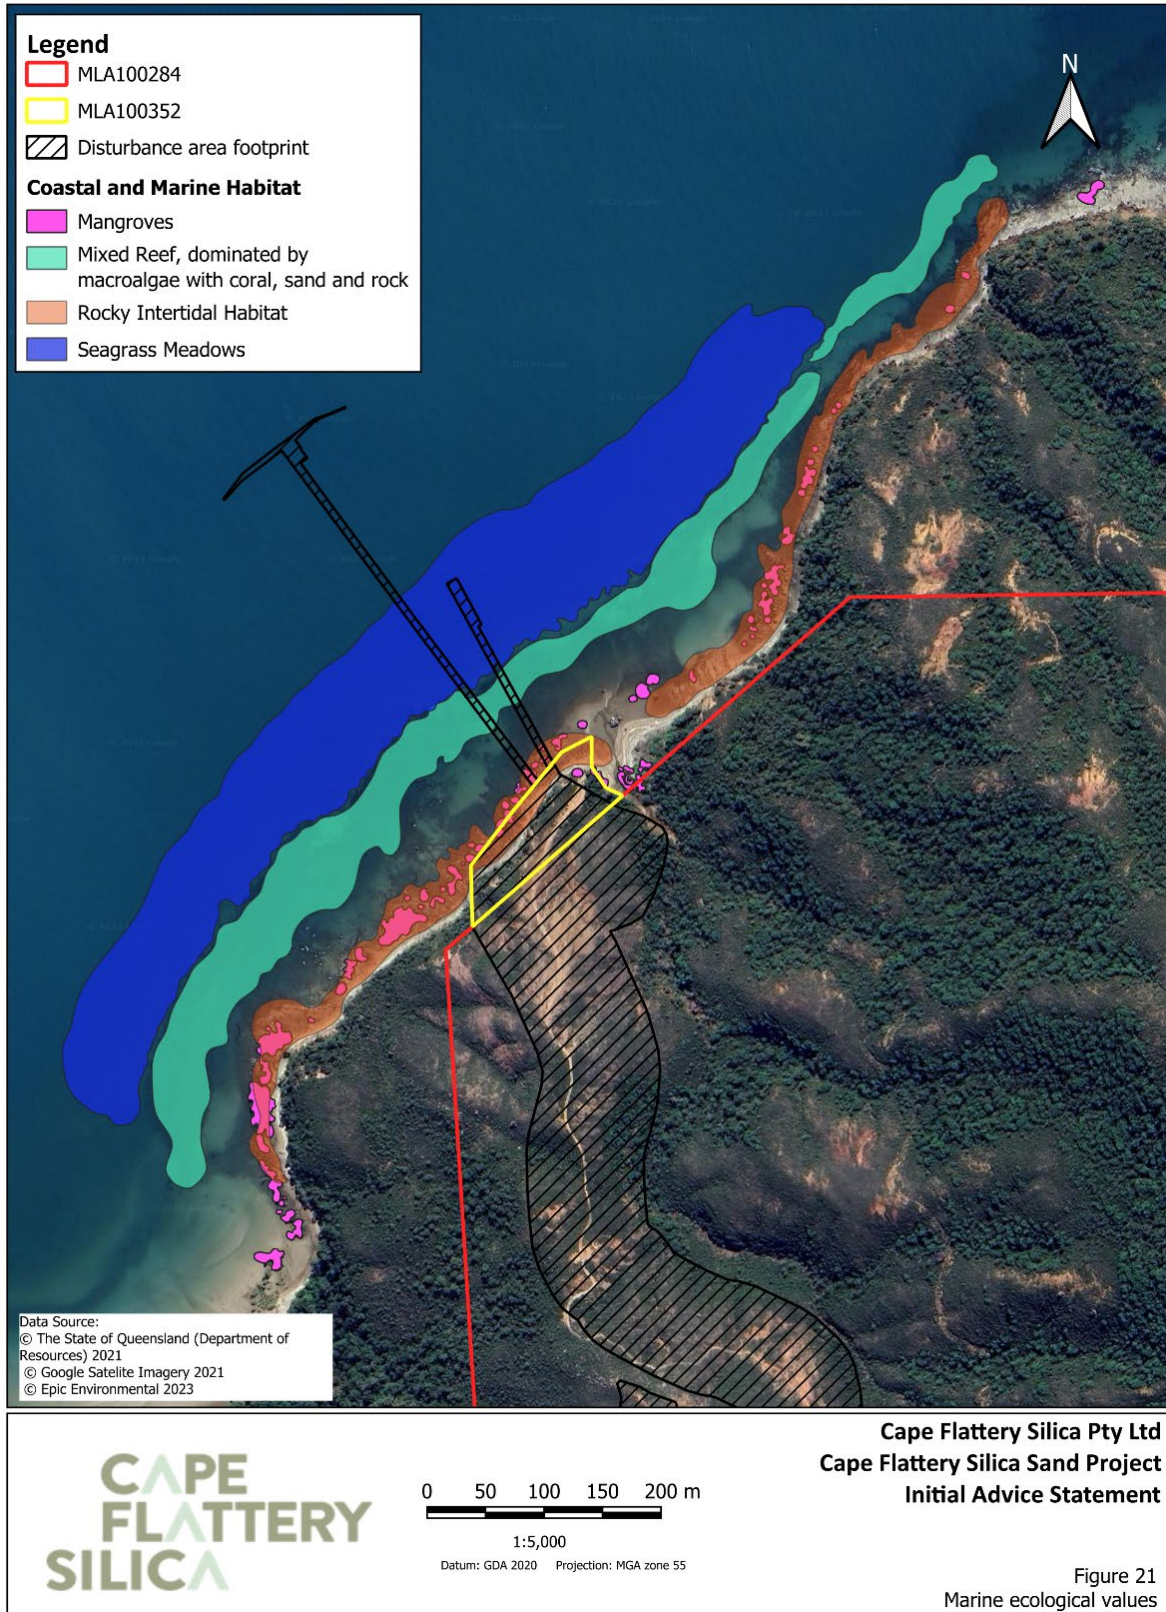 Legend
MLA100284
MLA100352
Disturbance area footprint
Coastal and Marine Habitat
Mangroves
Mixed Reef, dominated by
macroalgae with coral, sand and rock
Rocky Intertidal Habitat
Seagrass Meadows
N
Data Source:
© The State of Queensland (Department of
Resources) 2021
© Google Satelite Imagery 2021
© Epic Environmental 2023
CAPE
FLATTERY
SILICA
0 50 100 150 200 m
1:5,000
Datum: GDA 2020 Projection: MGA zone 55
Cape Flattery Silica Pty Ltd
Cape Flattery Silica Sand Project
Initial Advice Statement
Figure 21
Marine ecological values